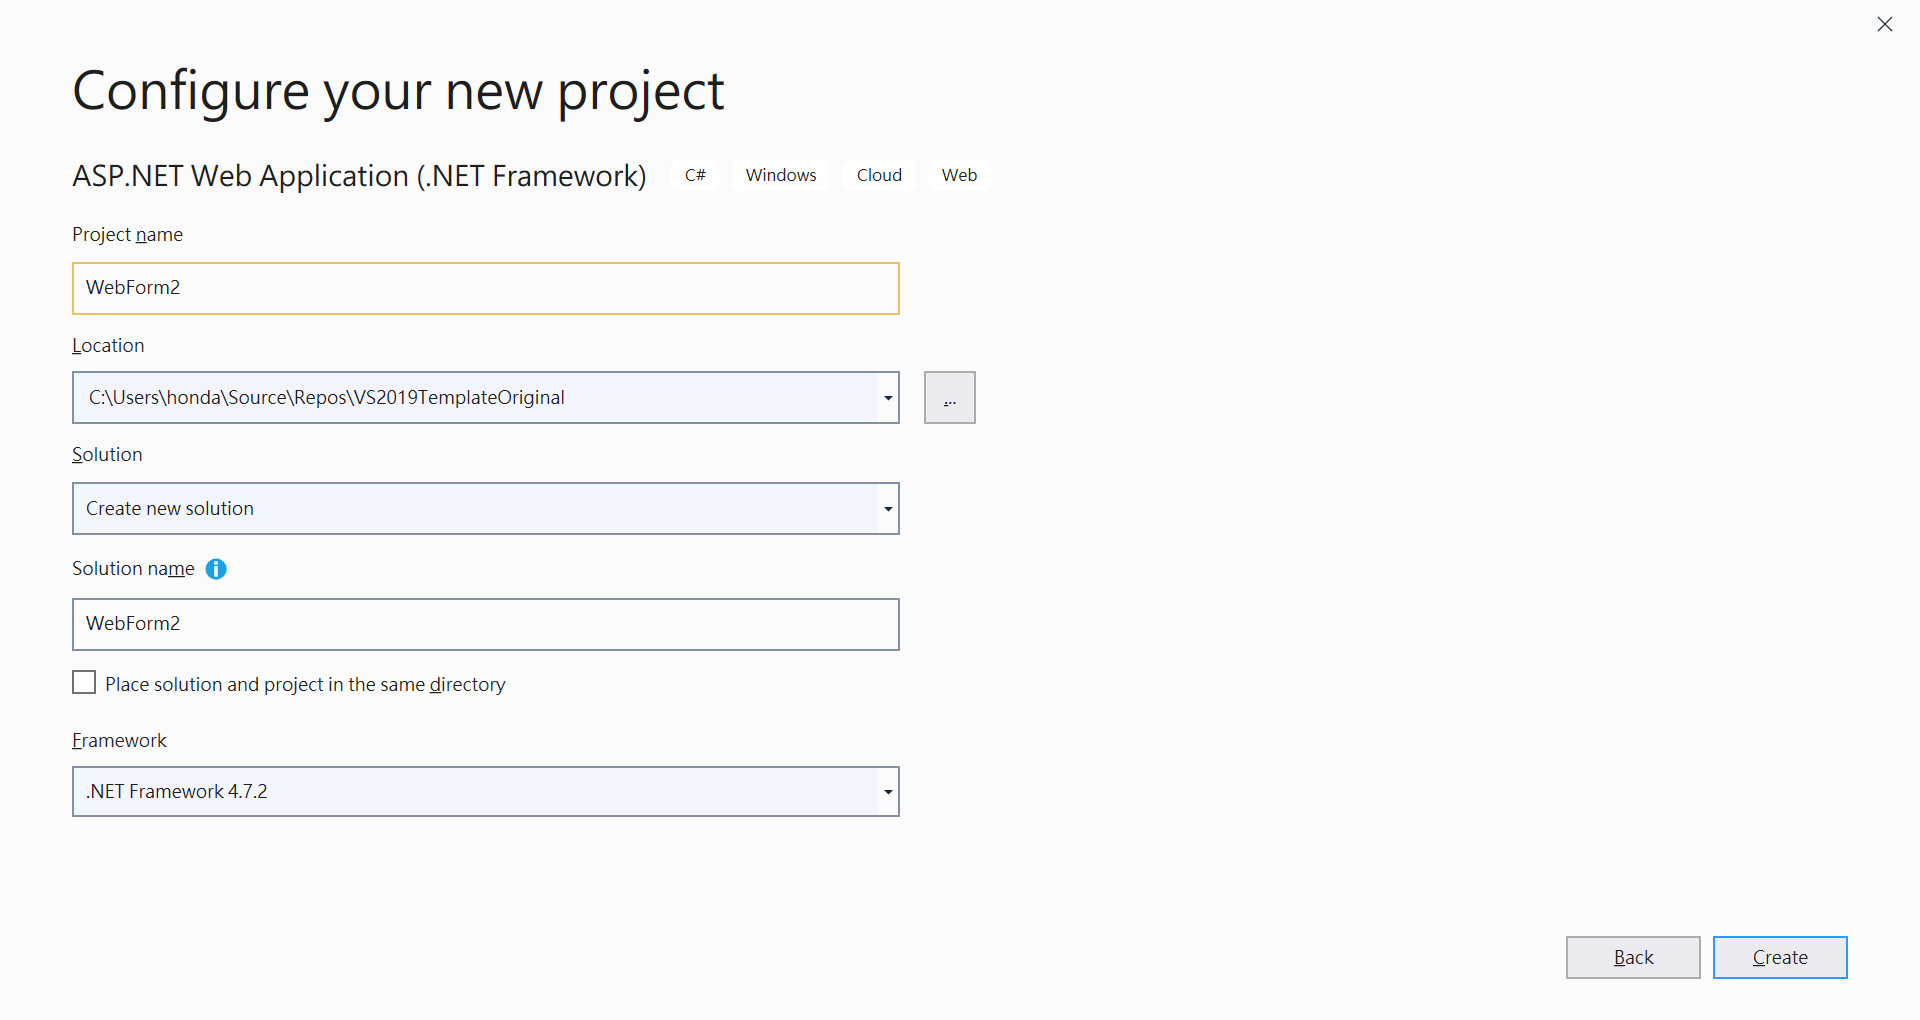 Configure your new project
ASP.NET Web Application (.NET Framework) C# Windows Cloud Web
Project name
WebForm2
Location
C:\Users\honda\Source\Repos\VS2019TemplateOriginal
...
Solution
Create new solution
Solution name
WebForm2
Place solution and project in the same directory
Framework
.NET Framework 4.7.2
Back Create